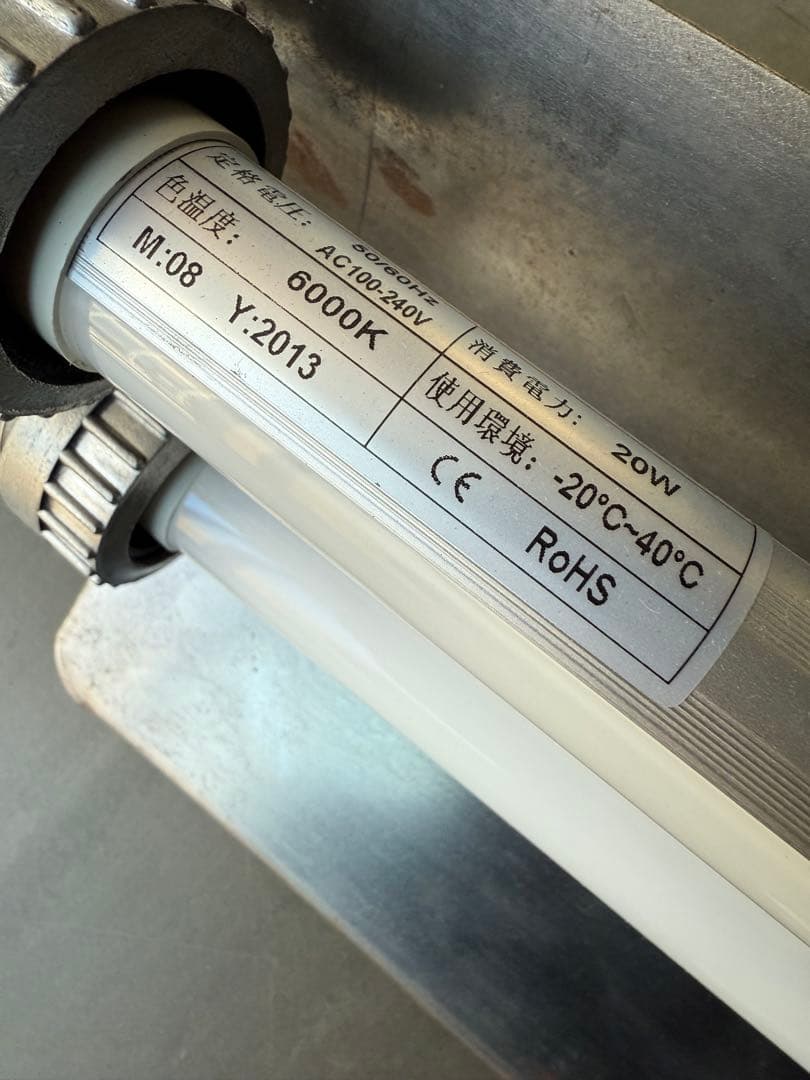 定格電圧: 50/60Hz AC100-240V
消費電力: 20W
色温度: 6000K
使用環境: -20°C~40°C
M:08 Y:2013
CE RoHS